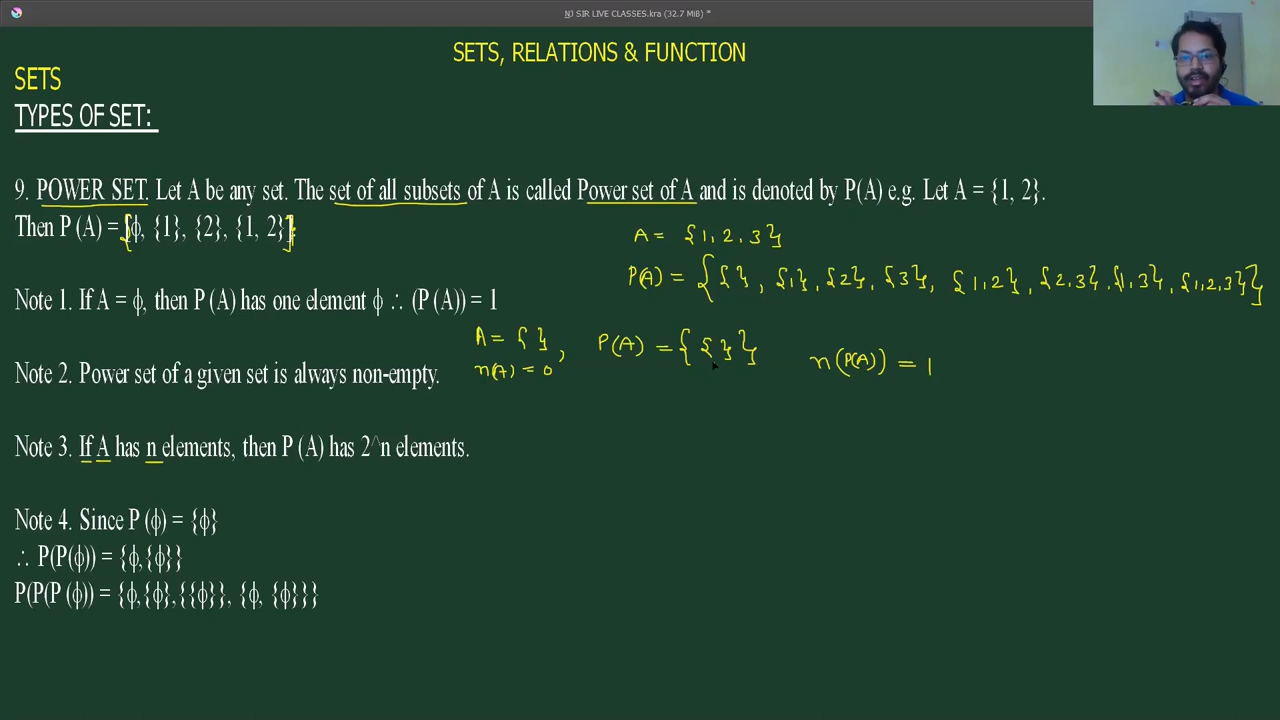 NJ SIR LIVE CLASSES.kra (32.7 MiB) *
SETS, RELATIONS & FUNCTION
SETS
TYPES OF SET:
9. POWER SET. Let A be any set. The set of all subsets of A is called Power set of A and is denoted by P(A) e.g. Let A = {1, 2}.
Then P (A) = {ϕ, {1}, {2}, {1, 2}}
A = {1, 2, 3}
P(A) = { { }, {1}, {2}, {3}, {1,2}, {2,3}, {1,3}, {1,2,3} }
Note 1. If A = ϕ, then P (A) has one element ϕ ∴ (P (A)) = 1
A = { }, P(A) = { { } } n(P(A)) = 1
n(A) = 0
Note 2. Power set of a given set is always non-empty.
Note 3. If A has n elements, then P (A) has 2^n elements.
Note 4. Since P (ϕ) = {ϕ}
∴ P(P(ϕ)) = {ϕ,{ϕ}}
P(P(P (ϕ)) = {ϕ,{ϕ},{{ϕ}}, {ϕ, {ϕ}}}